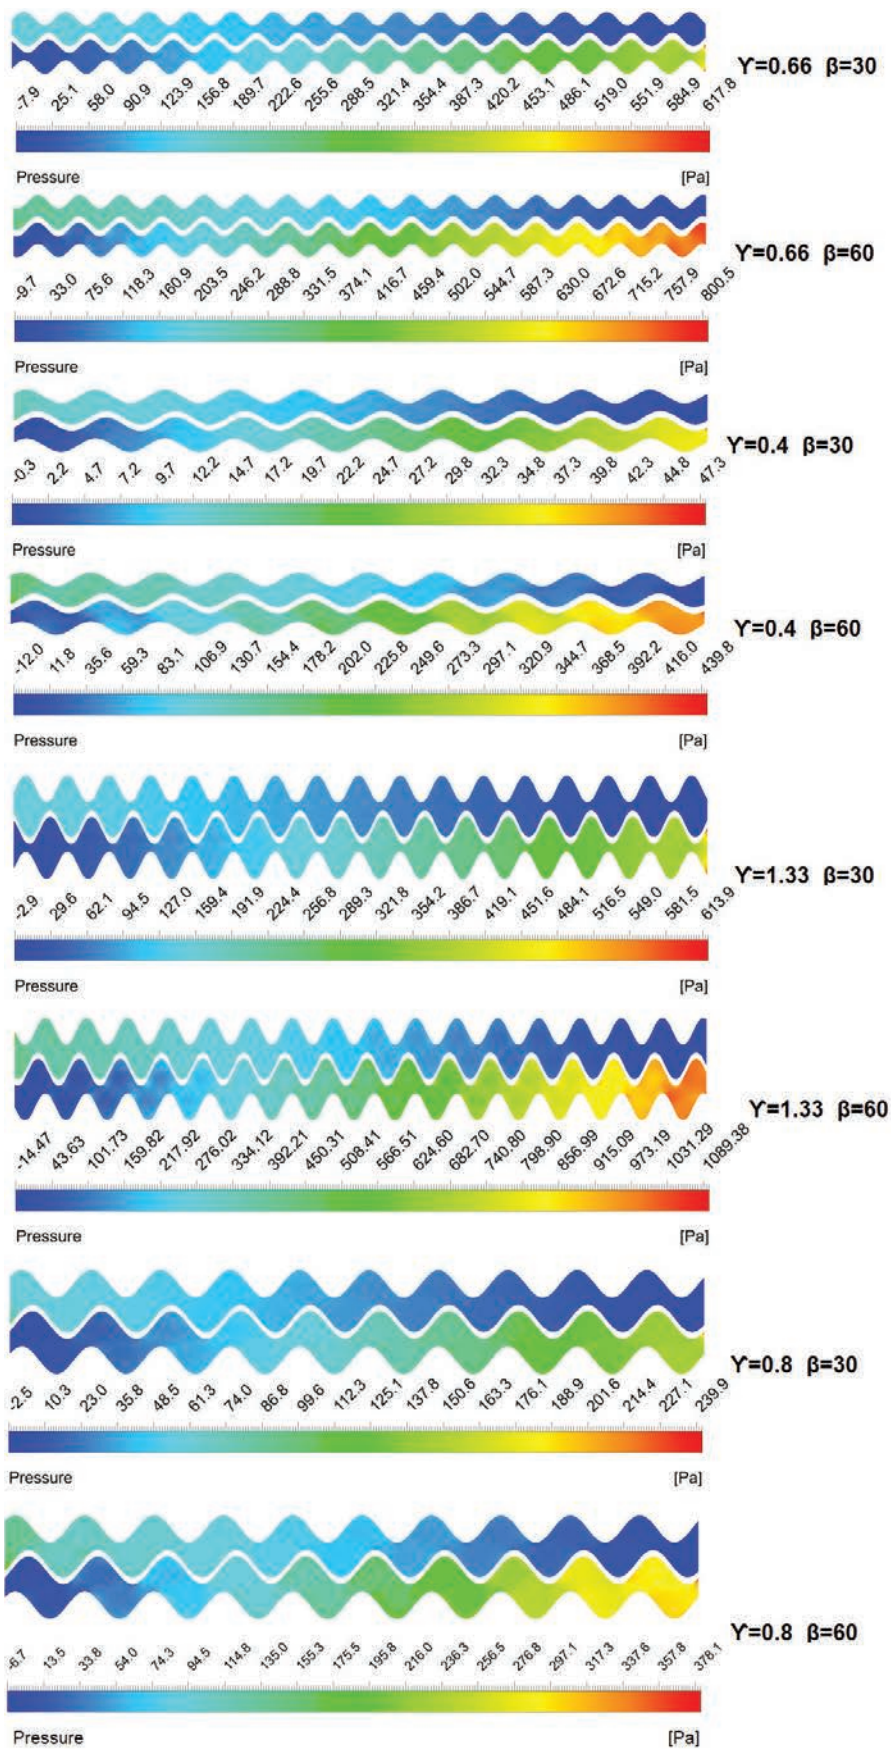 ϒ=0.66 β=30
-7.9 25.1 58.0 90.9 123.9 156.8 189.7 222.6 255.6 288.5 321.4 354.4 387.3 420.2 453.1 486.1 519.0 551.9 584.9 617.8
Pressure [Pa]
ϒ=0.66 β=60
-9.7 33.0 75.6 118.3 160.9 203.5 246.2 288.8 331.5 374.1 416.7 459.4 502.0 544.7 587.3 630.0 672.6 715.2 757.9 800.5
Pressure [Pa]
ϒ=0.4 β=30
-0.3 2.2 4.7 7.2 9.7 12.2 14.7 17.2 19.7 22.2 24.7 27.2 29.8 32.3 34.8 37.3 39.8 42.3 44.8 47.3
Pressure [Pa]
ϒ=0.4 β=60
-12.0 11.8 35.6 59.3 83.1 106.9 130.7 154.4 178.2 202.0 225.8 249.6 273.3 297.1 320.9 344.7 368.5 392.2 416.0 439.8
Pressure [Pa]
ϒ=1.33 β=30
-2.9 29.6 62.1 94.5 127.0 159.4 191.9 224.4 256.8 289.3 321.8 354.2 386.7 419.1 451.6 484.1 516.5 549.0 581.5 613.9
Pressure [Pa]
ϒ=1.33 β=60
-14.47 43.63 101.73 159.82 217.92 276.02 334.12 392.21 450.31 508.41 566.51 624.60 682.70 740.80 798.90 856.99 915.09 973.19 1031.29 1089.38
Pressure [Pa]
ϒ=0.8 β=30
-2.5 10.3 23.0 35.8 48.5 61.3 74.0 86.8 99.6 112.3 125.1 137.8 150.6 163.3 176.1 188.9 201.6 214.4 227.1 239.9
Pressure [Pa]
ϒ=0.8 β=60
-6.7 13.5 33.8 54.0 74.3 94.5 114.8 135.0 155.3 175.5 195.8 216.0 236.3 256.5 276.8 297.1 317.3 337.6 357.8 378.1
Pressure [Pa]